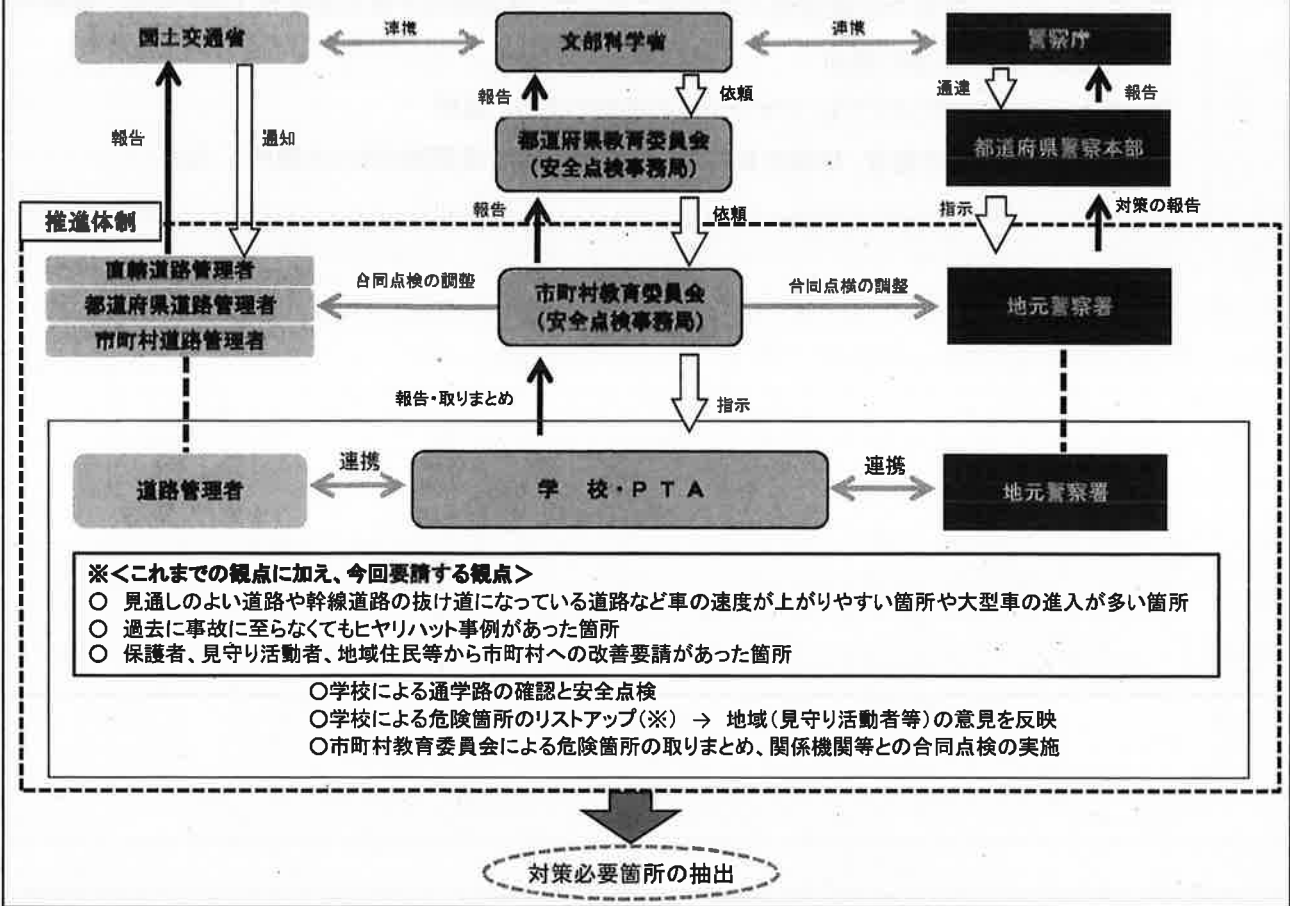 国土交通省
連携
文部科学省
連携
警察庁
報告
通知
報告
依頼
通達
報告
都道府県教育委員会
(安全点検事務局)
都道府県警察本部
報告
依頼
指示
対策の報告
推進体制
直轄道路管理者
都道府県道路管理者
市町村道路管理者
合同点検の調整
市町村教育委員会
(安全点検事務局)
合同点検の調整
地元警察署
報告・取りまとめ
指示
道路管理者
連携
学 校・PTA
連携
地元警察署
※<これまでの観点に加え、今回要請する観点>
○ 見通しのよい道路や幹線道路の抜け道になっている道路など車の速度が上がりやすい箇所や大型車の進入が多い箇所
○ 過去に事故に至らなくてもヒヤリハット事例があった箇所
○ 保護者、見守り活動者、地域住民等から市町村への改善要請があった箇所
○学校による通学路の確認と安全点検
○学校による危険箇所のリストアップ(※) → 地域(見守り活動者等)の意見を反映
○市町村教育委員会による危険箇所の取りまとめ、関係機関等との合同点検の実施
対策必要箇所の抽出